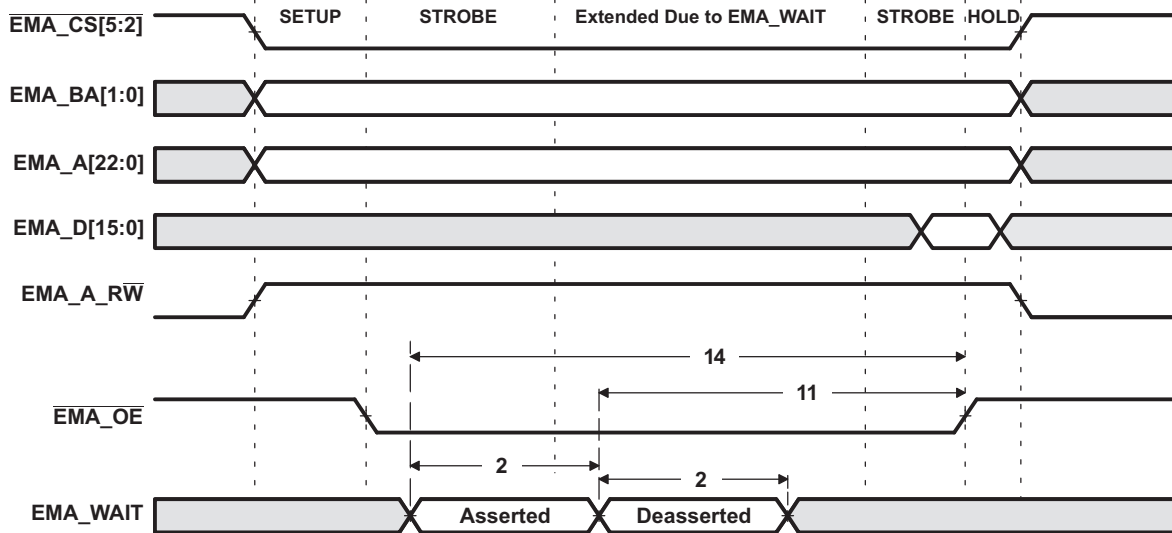 SETUP STROBE Extended Due to EMA_WAIT STROBE HOLD
EMA_CS[5:2]
EMA_BA[1:0]
EMA_A[22:0]
EMA_D[15:0]
EMA_A_RW
14
11
EMA_OE
2
2
EMA_WAIT Asserted Deasserted